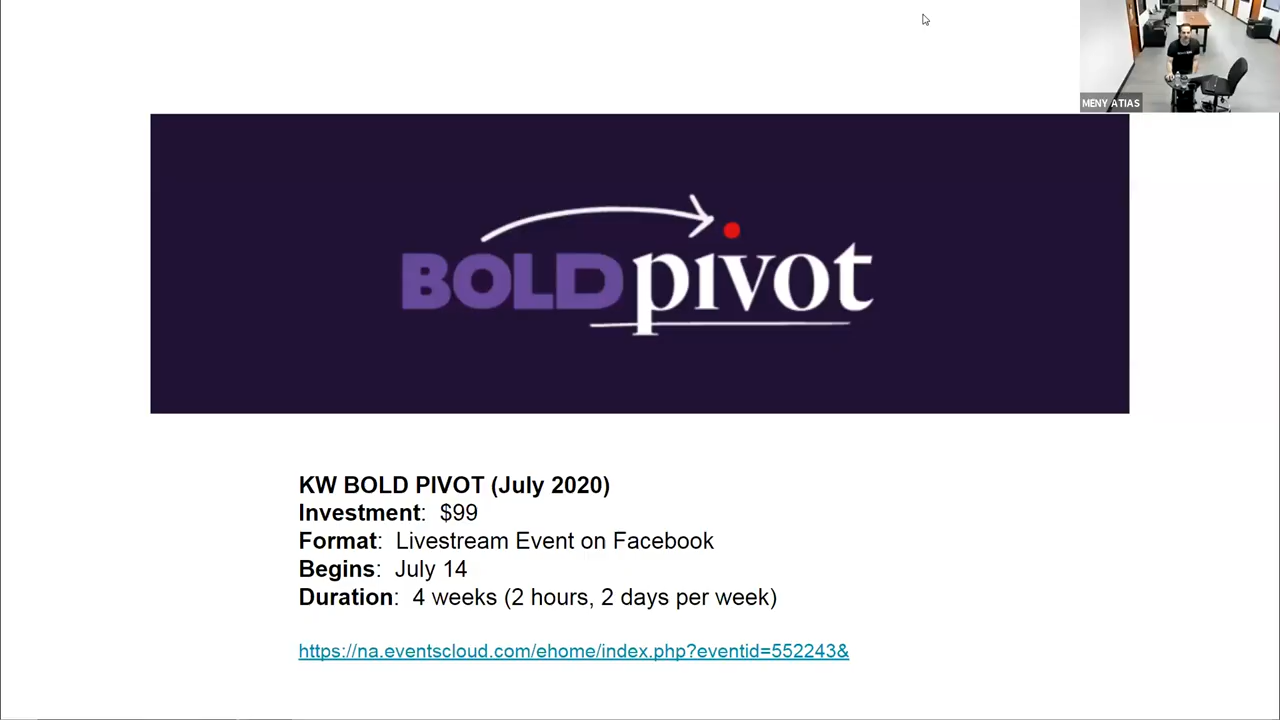 MENY ATIAS
BOLD pivot
KW BOLD PIVOT (July 2020)
Investment:  $99
Format:  Livestream Event on Facebook
Begins:  July 14
Duration:  4 weeks (2 hours, 2 days per week)
https://na.eventscloud.com/ehome/index.php?eventid=552243&